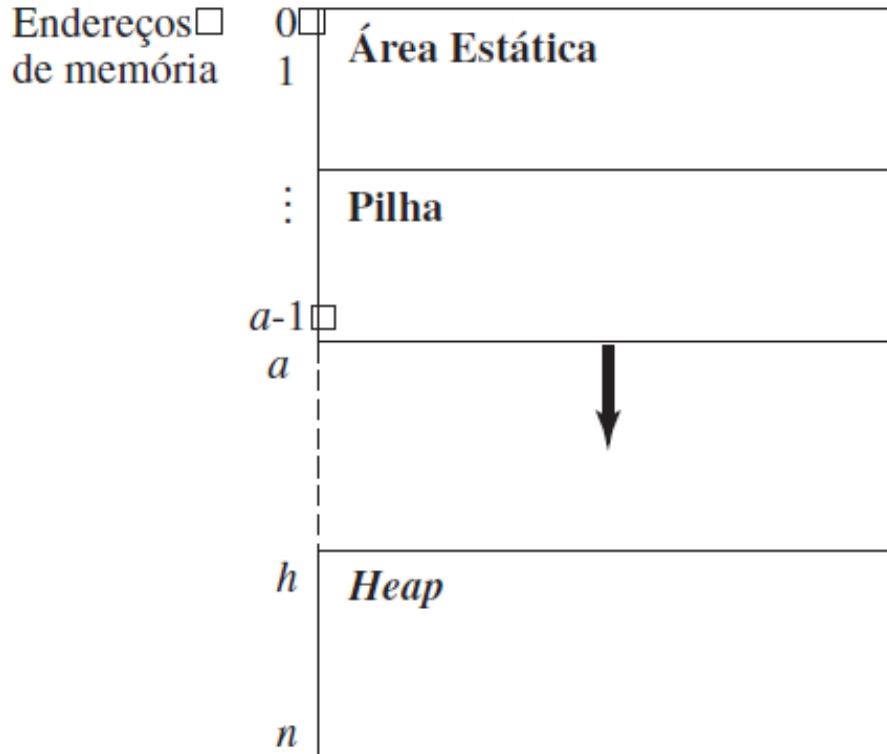 Endereços□ 0□
Área Estática
de memória 1
⋮ Pilha
a-1□
a
h Heap
n